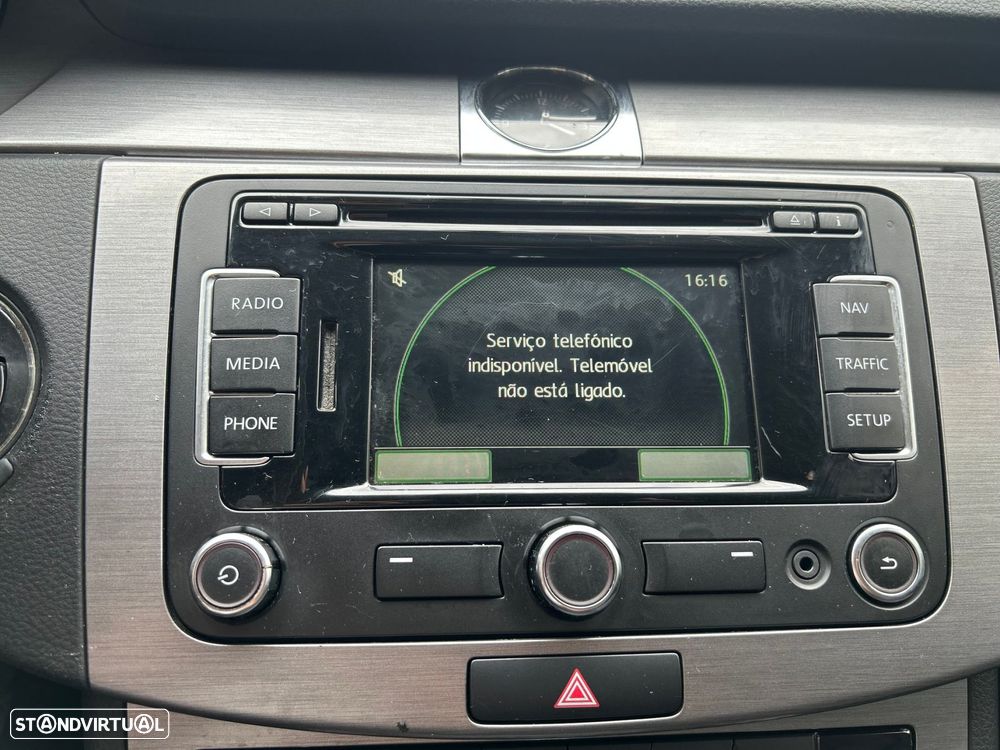 RADIO
MEDIA
PHONE
16:16
Serviço telefónico
indisponível. Telemóvel
não está ligado.
NAV
TRAFFIC
SETUP
i
STANDVIRTUAL